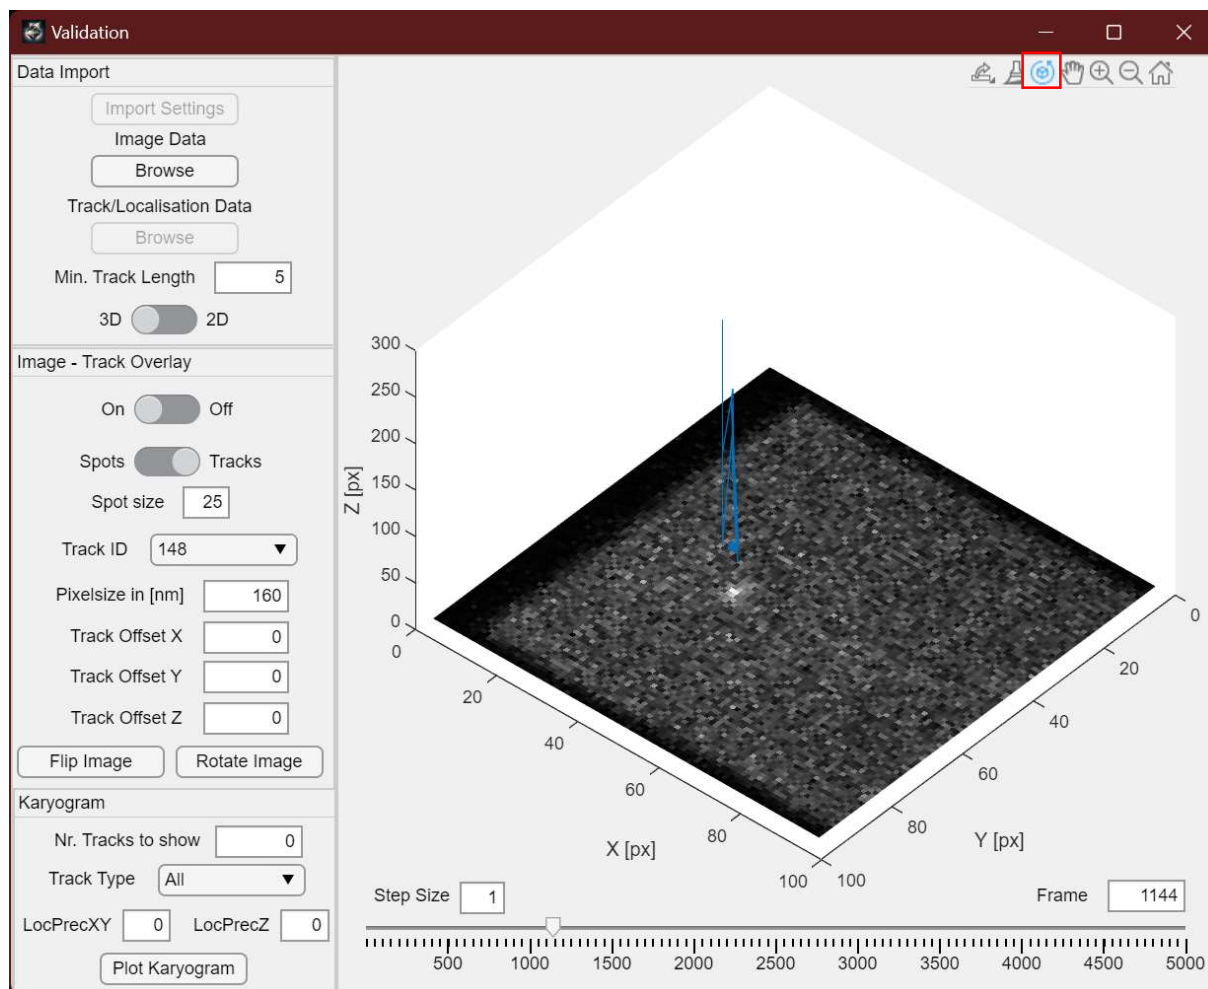 Validation
Data Import
Import Settings
Image Data
Browse
Track/Localisation Data
Browse
Min. Track Length 5
3D 2D
Image - Track Overlay
On Off
Spots Tracks
Spot size 25
Track ID 148
Pixelsize in [nm] 160
Track Offset X 0
Track Offset Y 0
Track Offset Z 0
Flip Image Rotate Image
Karyogram
Nr. Tracks to show 0
Track Type All
LocPrecXY 0 LocPrecZ 0
Plot Karyogram
300
250
200
150
100
50
0
Z [px]
0
20
40
60
80
100
X [px]
0
20
40
60
80
100
Y [px]
Step Size 1
Frame 1144
500 1000 1500 2000 2500 3000 3500 4000 4500 5000